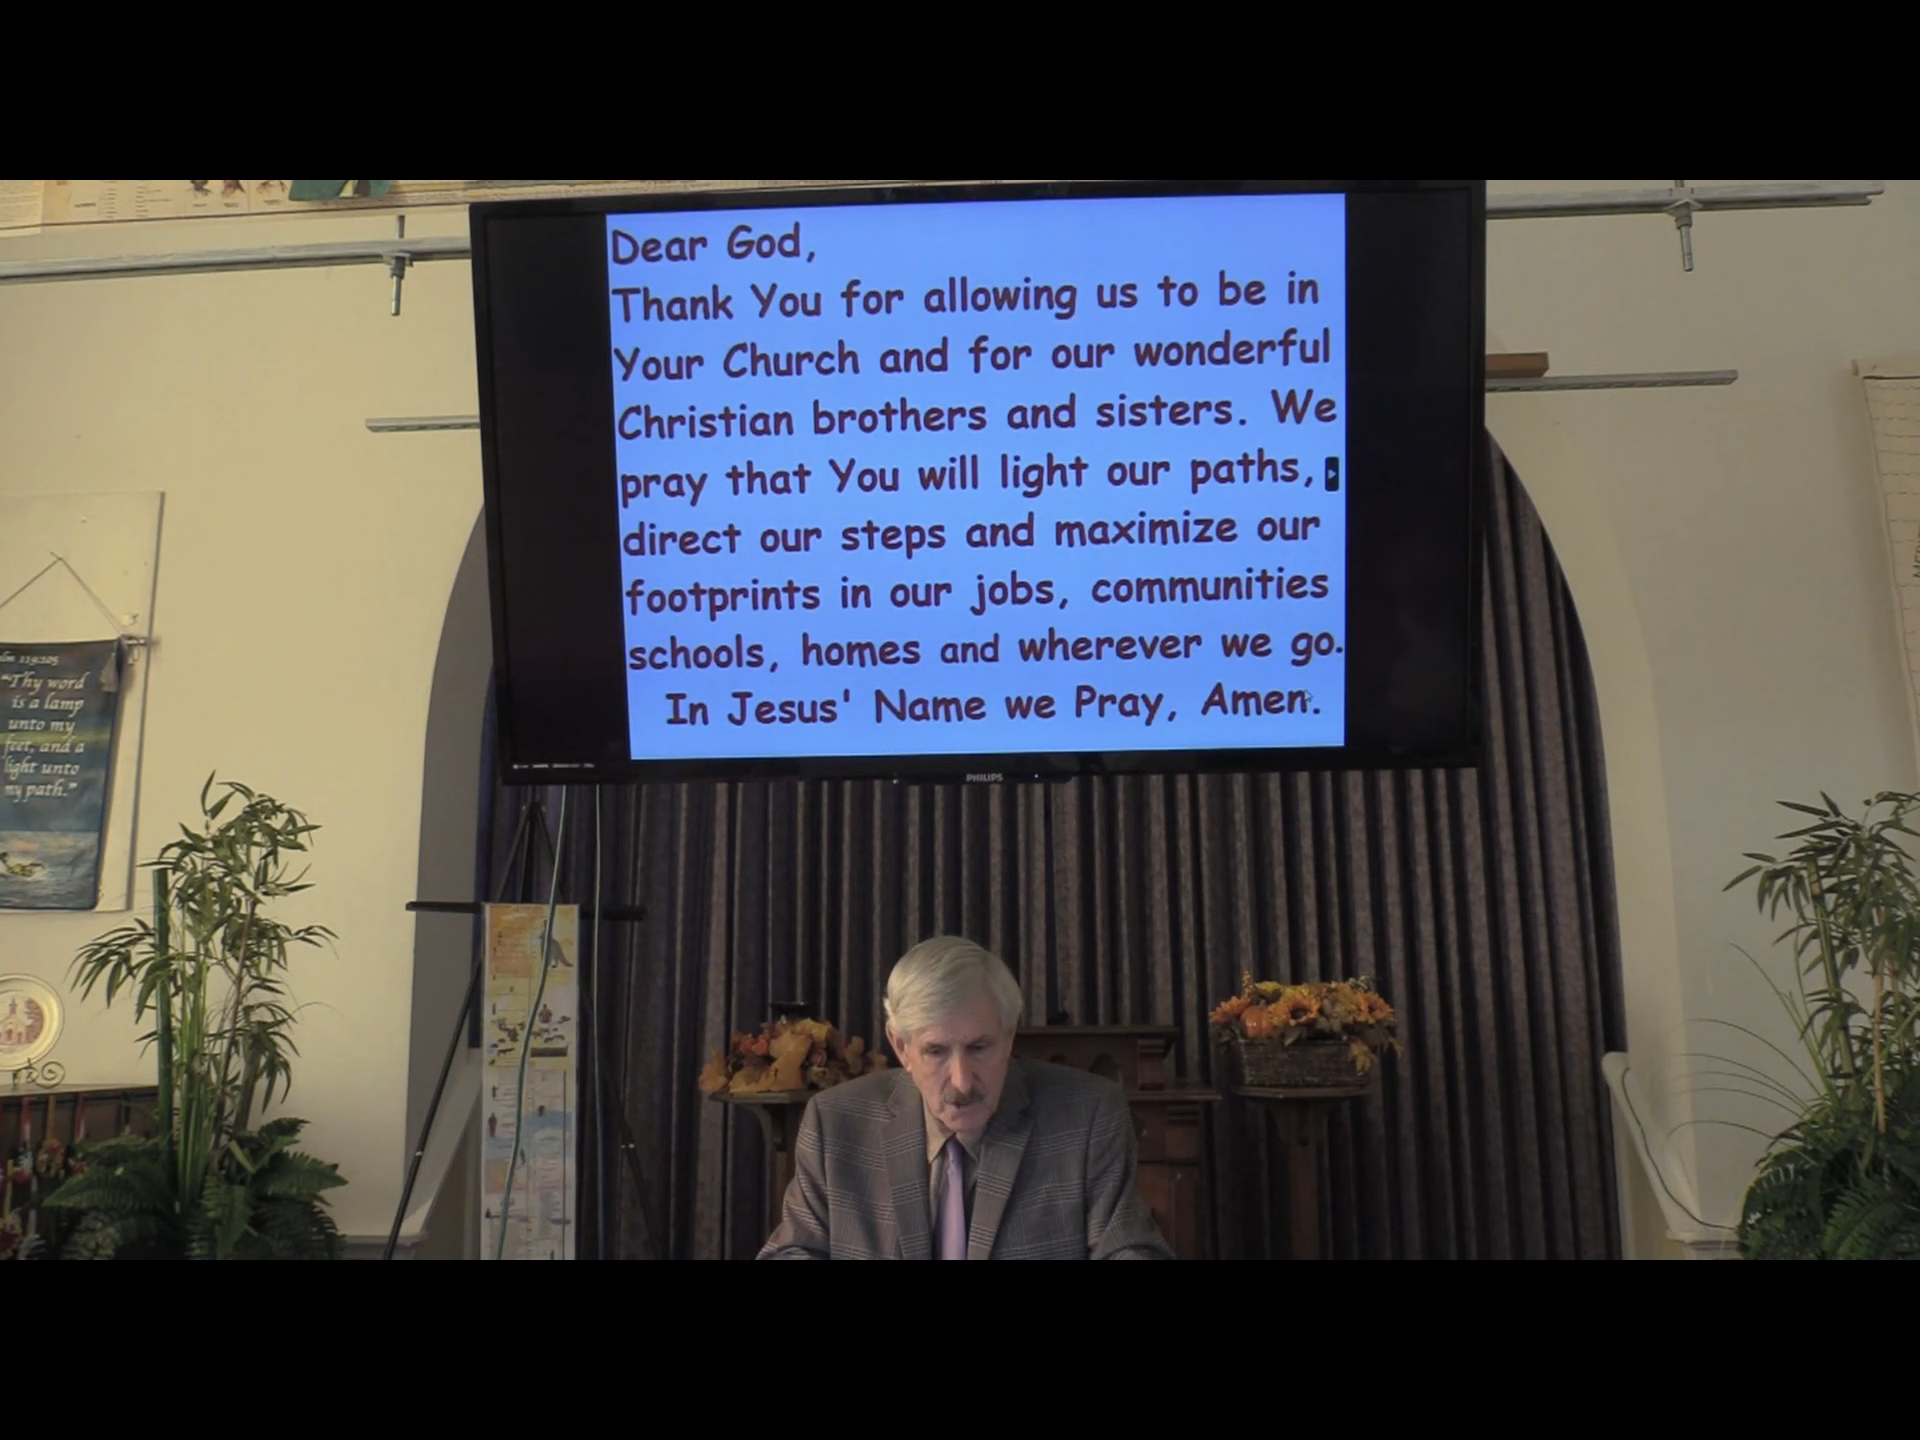 Dear God,
Thank You for allowing us to be in
Your Church and for our wonderful
Christian brothers and sisters. We
pray that You will light our paths,
direct our steps and maximize our
footprints in our jobs, communities
schools, homes and wherever we go.
In Jesus' Name we Pray, Amen.
PHILIPS
119:105
"Thy word
is a lamp
unto my
feet, and a
light unto
my path."